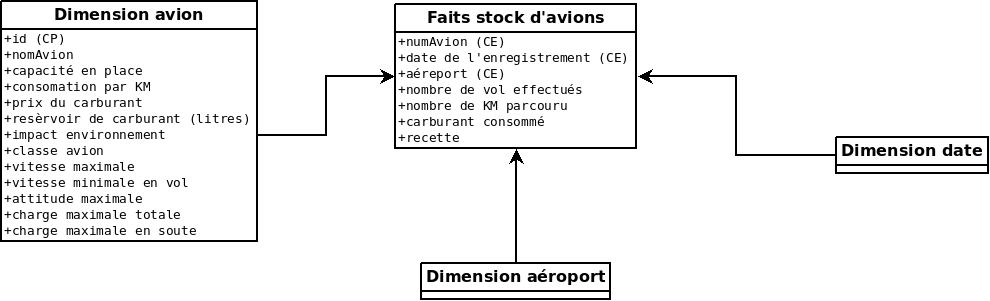 Dimension avion
+id (CP)
+nomAvion
+capacité en place
+consomation par KM
+prix du carburant
+resèrvoir de carburant (litres)
+impact environnement
+classe avion
+vitesse maximale
+vitesse minimale en vol
+attitude maximale
+charge maximale totale
+charge maximale en soute
Faits stock d'avions
+numAvion (CE)
+date de l'enregistrement (CE)
+aéreport (CE)
+nombre de vol effectués
+nombre de KM parcouru
+carburant consommé
+recette
Dimension date
Dimension aéroport